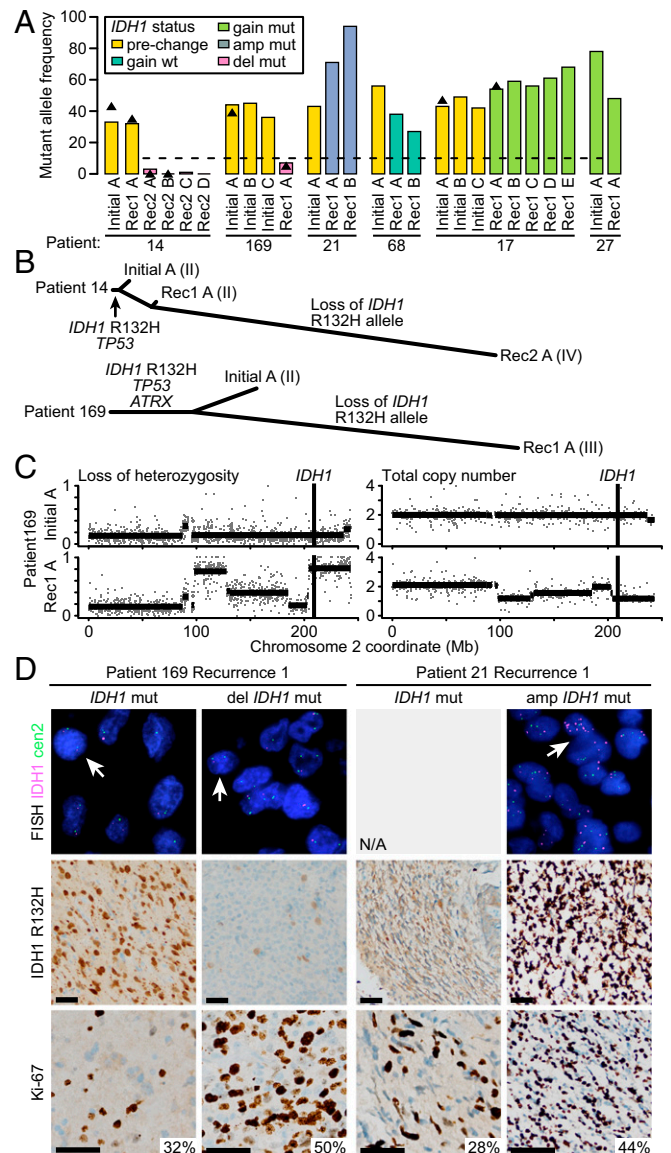 A
Mutant allele frequency
100
80
60
40
20
0
IDH1 status
pre-change
gain wt
gain mut
amp mut
del mut
Initial A
Rec1 A
Rec2 A
Rec2 B
Rec2 C
Rec2 D
Initial A
Initial B
Initial C
Rec1 A
Initial A
Rec1 A
Rec1 B
Initial A
Rec1 A
Rec1 B
Initial A
Initial B
Initial C
Rec1 A
Rec1 B
Rec1 C
Rec1 D
Rec1 E
Initial A
Rec1 A
Patient: 14 169 21 68 17 27
B
Initial A (II)
Patient 14
Rec1 A (II)
Loss of IDH1
R132H allele
IDH1 R132H
TP53
Rec2 A (IV)
IDH1 R132H
TP53
ATRX
Initial A (II)
Loss of IDH1
R132H allele
Patient 169
Rec1 A (III)
C
Loss of heterozygosity IDH1
Total copy number IDH1
Patient169
Initial A
Rec1 A
1
0
1
0
4
2
0
4
2
0
0 100 200
0 100 200
Chromosome 2 coordinate (Mb)
D
Patient 169 Recurrence 1
Patient 21 Recurrence 1
IDH1 mut
del IDH1 mut
IDH1 mut
amp IDH1 mut
FISH IDH1 cen2
N/A
IDH1 R132H
Ki-67
32%
50%
28%
44%